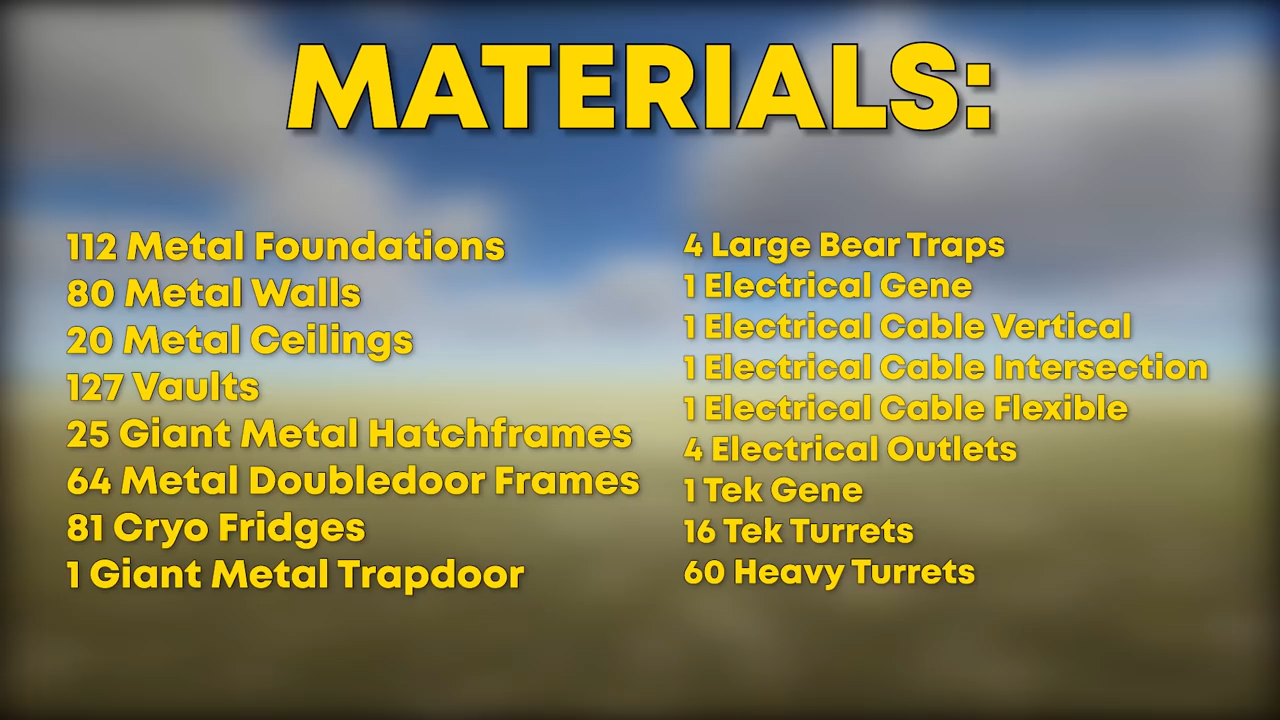 MATERIALS:
112 Metal Foundations
80 Metal Walls
20 Metal Ceilings
127 Vaults
25 Giant Metal Hatchframes
64 Metal Doubledoor Frames
81 Cryo Fridges
1 Giant Metal Trapdoor
4 Large Bear Traps
1 Electrical Gene
1 Electrical Cable Vertical
1 Electrical Cable Intersection
1 Electrical Cable Flexible
4 Electrical Outlets
1 Tek Gene
16 Tek Turrets
60 Heavy Turrets